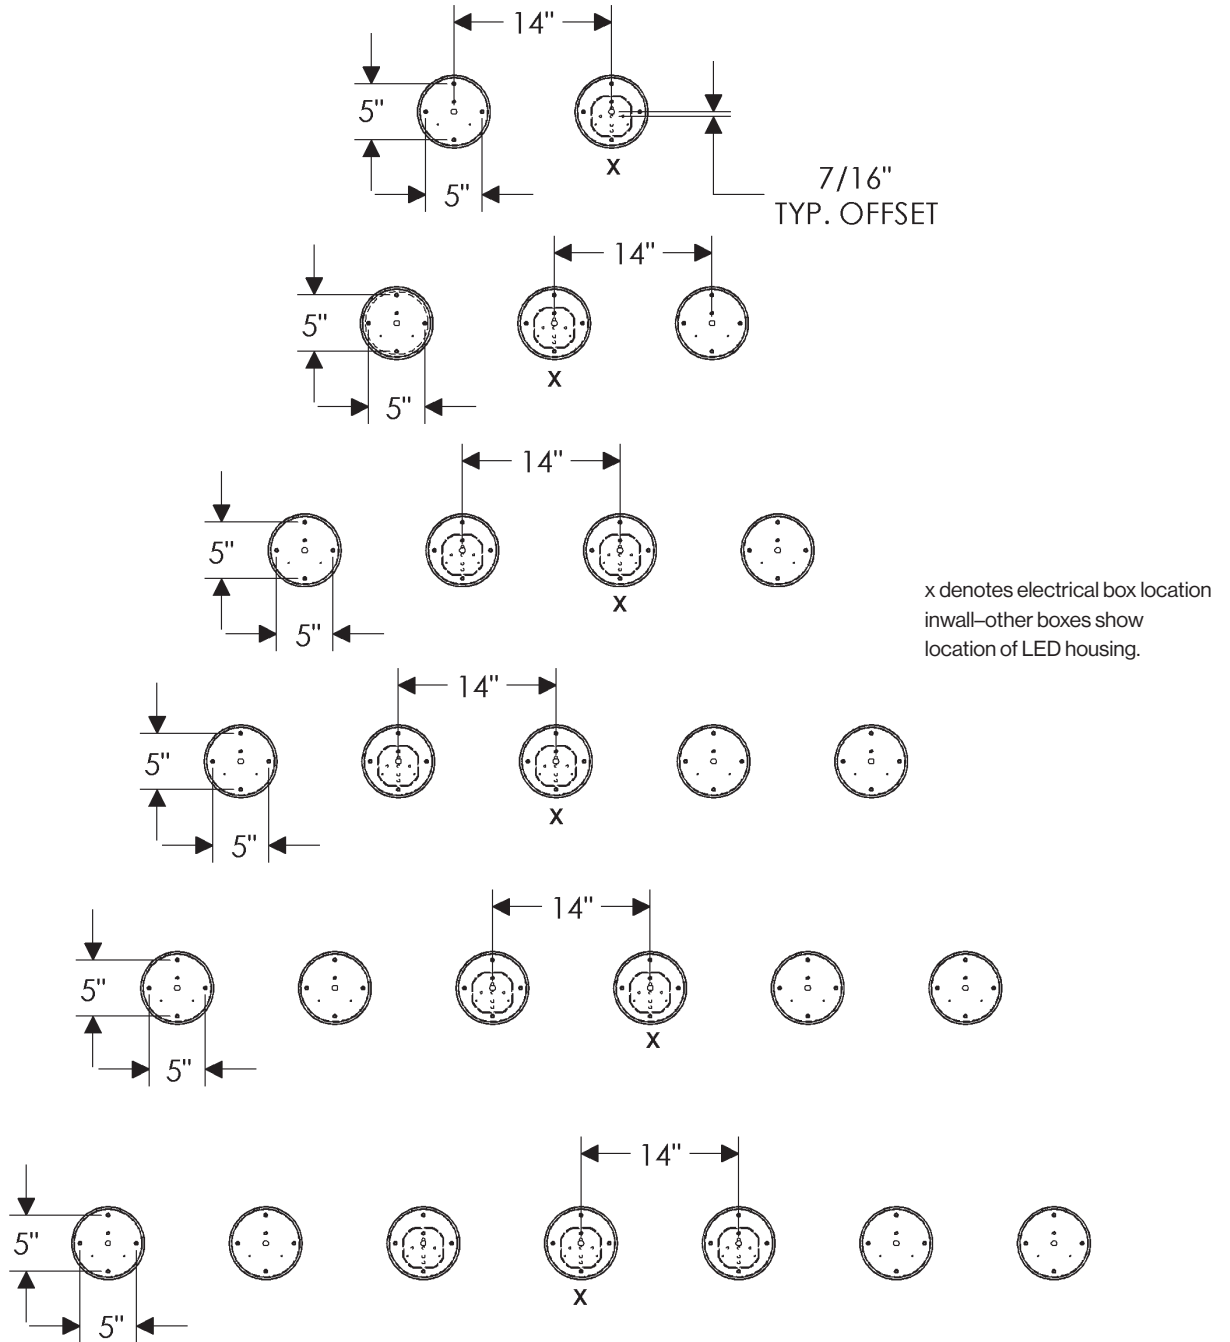 14"
5"
x
5"
7/16"
TYP. OFFSET
14"
5"
x
5"
14"
5"
x
5"
x denotes electrical box location
inwall–other boxes show
location of LED housing.
14"
5"
x
5"
14"
5"
x
5"
14"
5"
x
5"